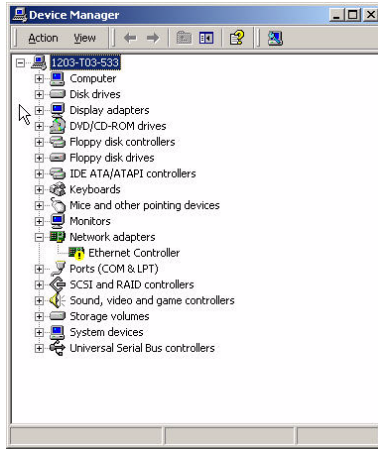 Device Manager
Action View
1203-T03-533
Computer
Disk drives
Display adapters
DVD/CD-ROM drives
Floppy disk controllers
Floppy disk drives
IDE ATA/ATAPI controllers
Keyboards
Mice and other pointing devices
Monitors
Network adapters
Ethernet Controller
Ports (COM & LPT)
SCSI and RAID controllers
Sound, video and game controllers
Storage volumes
System devices
Universal Serial Bus controllers